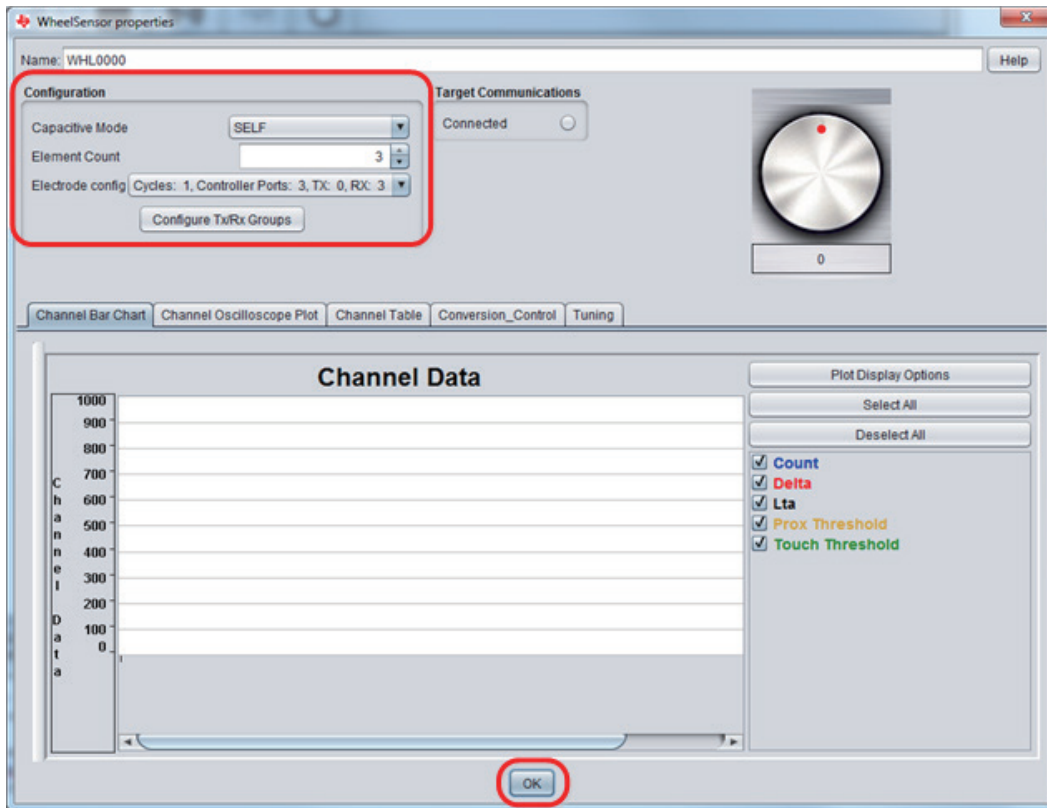 WheelSensor properties
Name: WHL0000
Help
Configuration
Capacitive Mode SELF
Element Count 3
Electrode config Cycles: 1, Controller Ports: 3, TX: 0, RX: 3
Configure Tx/Rx Groups
Target Communications
Connected
0
Channel Bar Chart Channel Oscilloscope Plot Channel Table Conversion_Control Tuning
Channel Data
Channel Data
1000
900
800
700
600
500
400
300
200
100
0
Plot Display Options
Select All
Deselect All
Count
Delta
Lta
Prox Threshold
Touch Threshold
OK